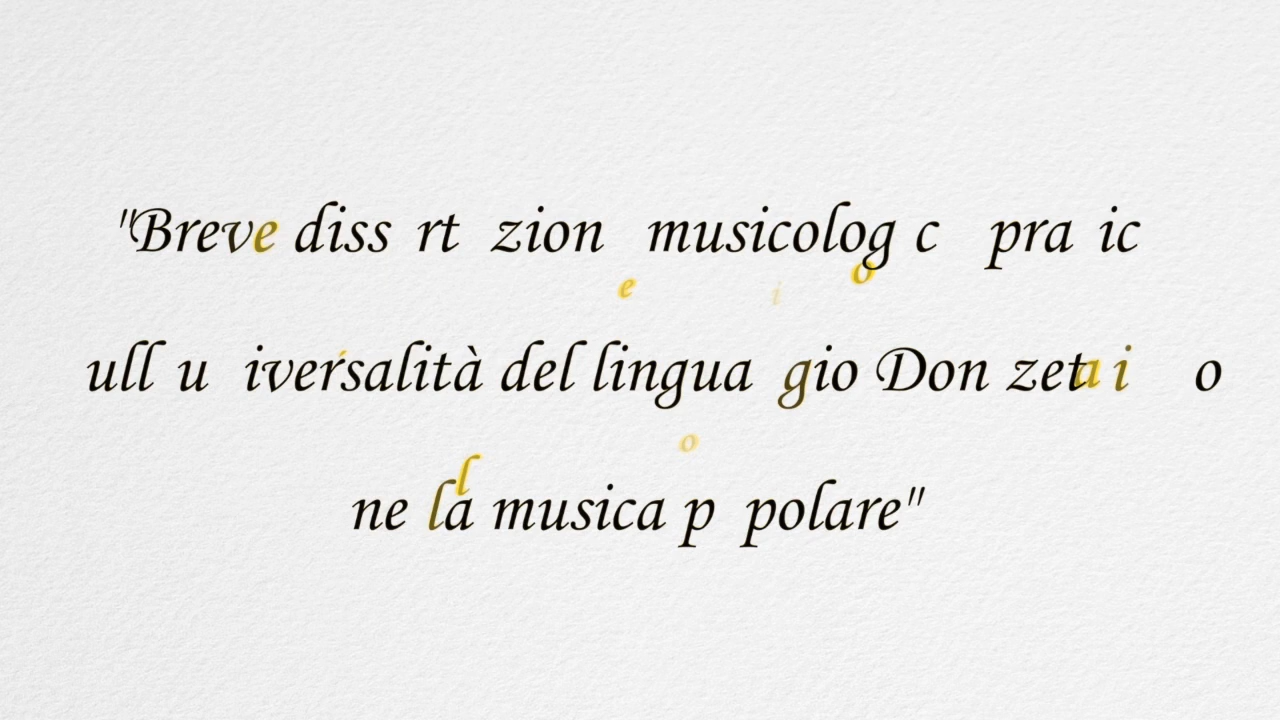 "Breve diss rt zion musicolog c pra ic
e i o
ull u iversalità del lingua gio Don zet a i o
o
l
ne la musica p polare"